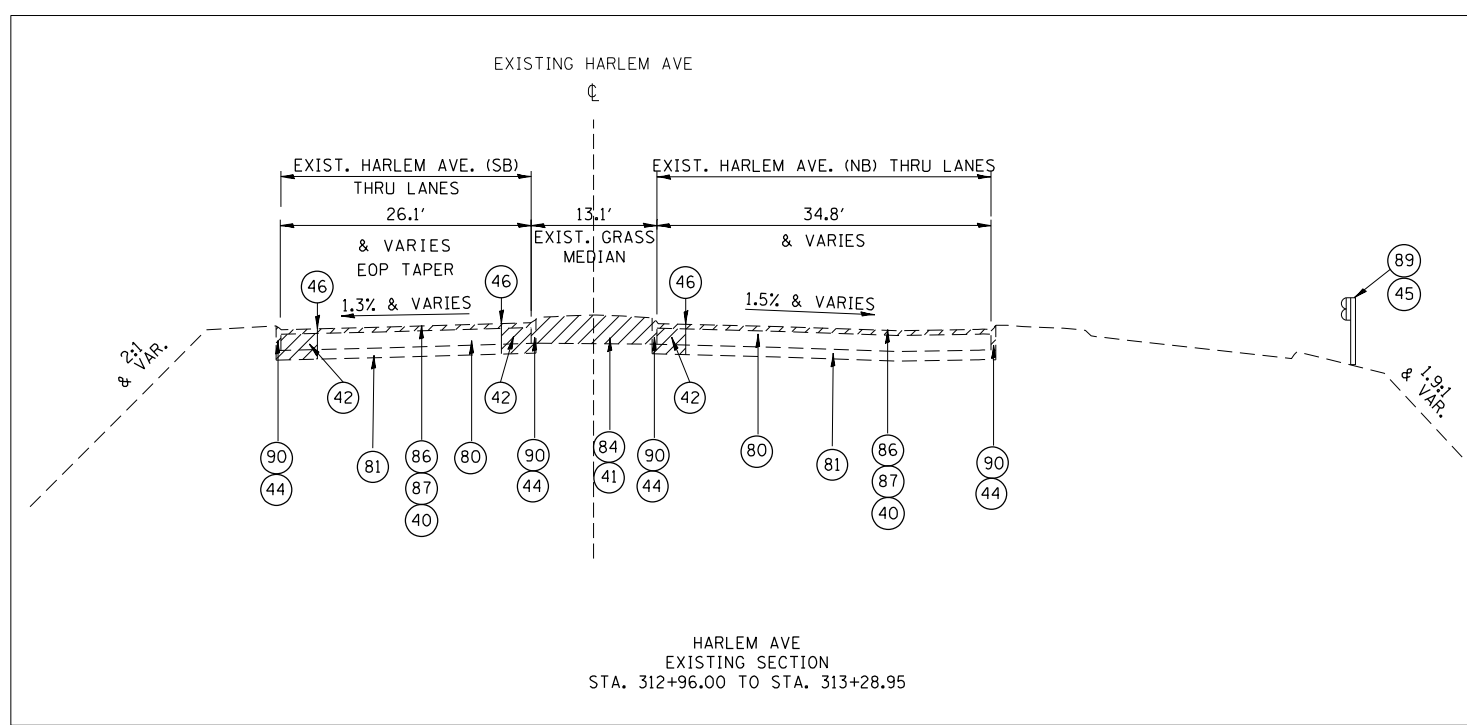 EXISTING HARLEM AVE
℄
EXIST. HARLEM AVE. (SB)
THRU LANES
EXIST. HARLEM AVE. (NB) THRU LANES
26.1'
& VARIES
EOP TAPER
13.1'
EXIST. GRASS
MEDIAN
34.8'
& VARIES
89
45
46
1.3% & VARIES
46
46
1.5% & VARIES
2:1
& VAR.
1.9:1
& VAR.
42
42
42
90
44
81
86
87
40
80
90
44
84
41
90
44
80
81
86
87
40
90
44
HARLEM AVE
EXISTING SECTION
STA. 312+96.00 TO STA. 313+28.95